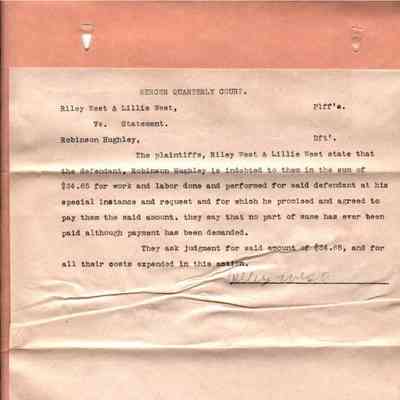 MERCER QUARTERLY COURT.
Riley West & Lillie West, Plff's.
Vs. Statement.
Robinson Hughley, Dft'.
The plaintiffs, Riley West & Lillie West state that
the defendant, Robinson Hughley is indebted to them in the sum of
$34.65 for work and labor done and performed for said defendant at his
special instance and request and for which he promised and agreed to
pay them the said amount. they say that no part of same has ever been
paid although payment has been demanded.
They ask judgment for said amount of $34.65, and for
all their costs expended in this action.
Riley West